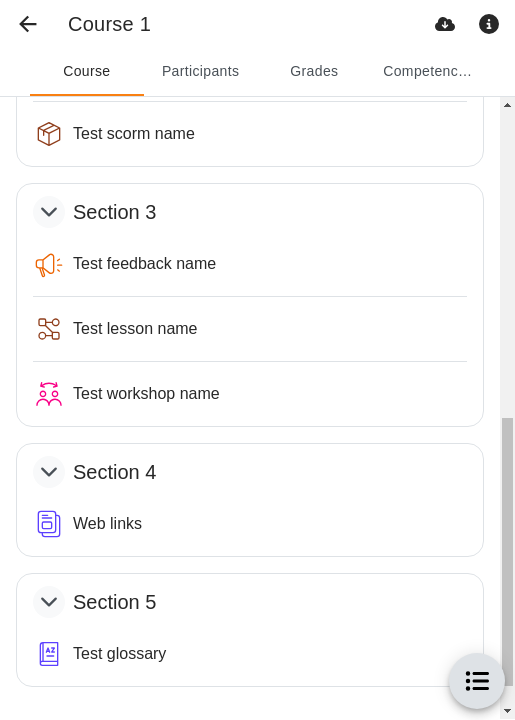 Course 1
Course
Participants
Grades
Competenc…
Test scorm name
Section 3
Test feedback name
Test lesson name
Test workshop name
Section 4
Web links
Section 5
Test glossary